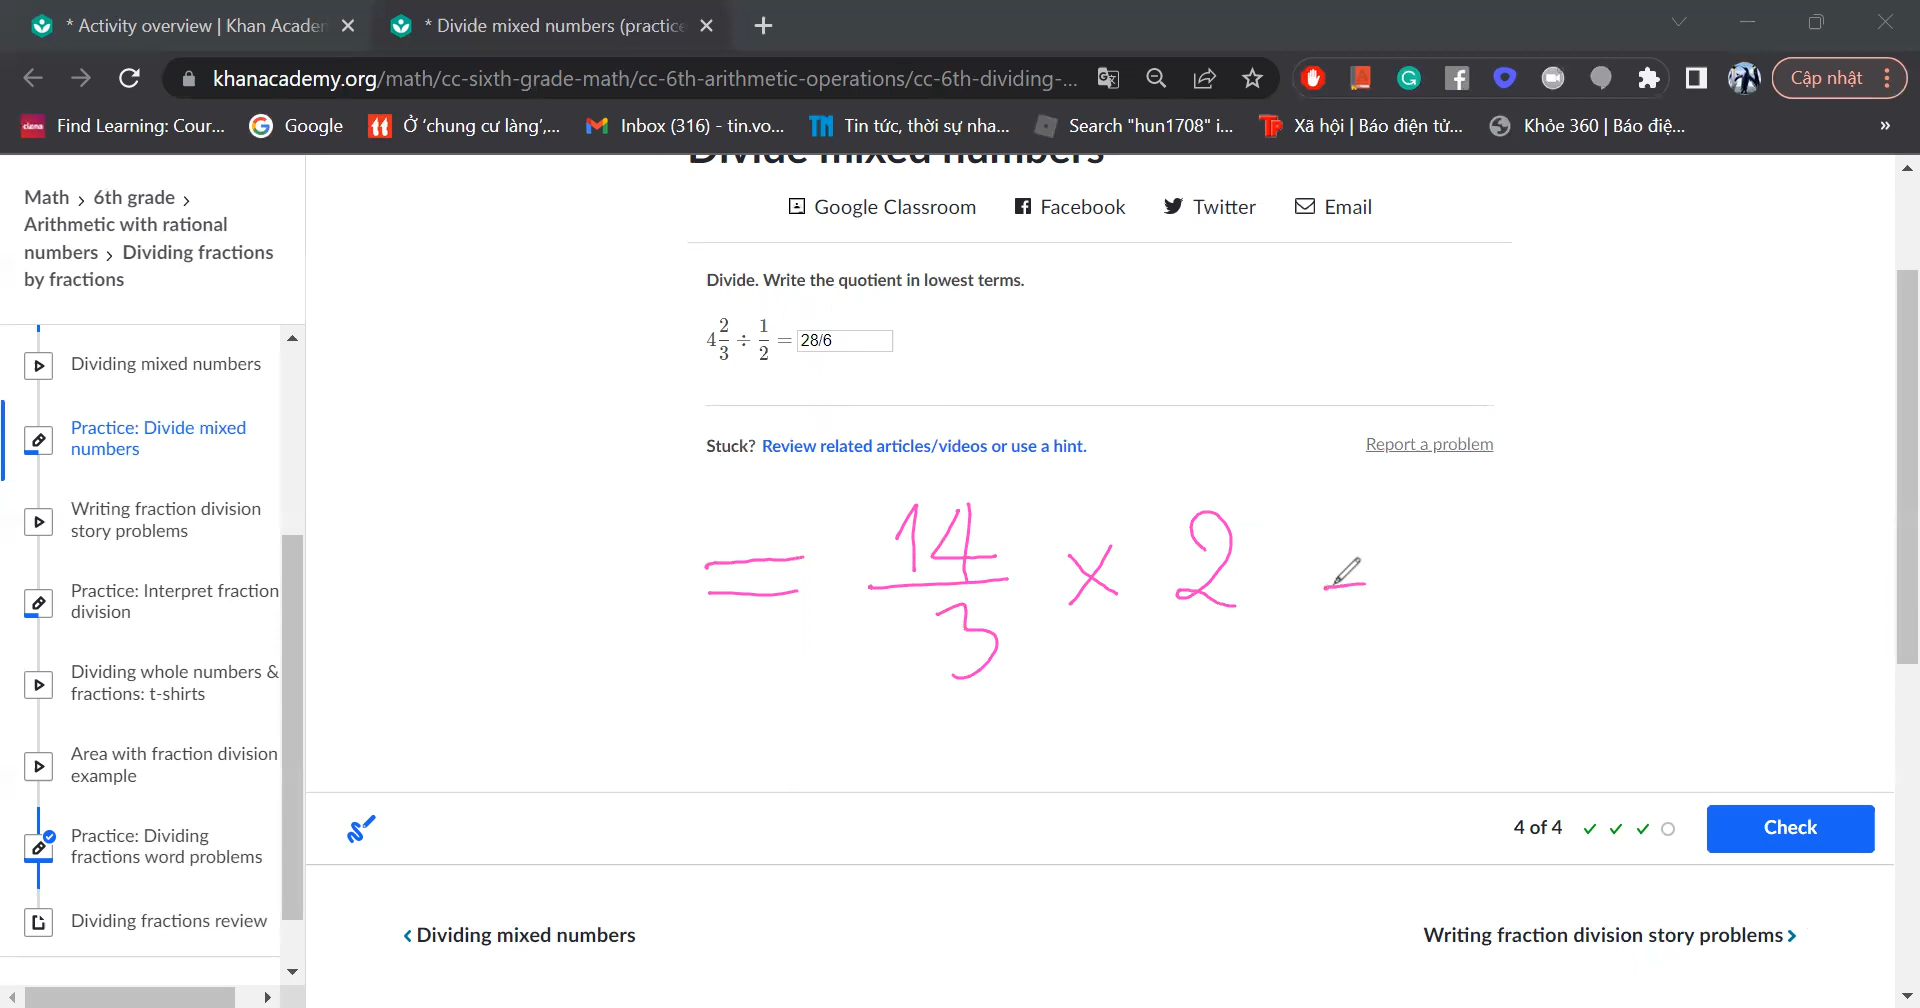 * Activity overview | Khan Academ
* Divide mixed numbers (practice
khanacademy.org/math/cc-sixth-grade-math/cc-6th-arithmetic-operations/cc-6th-dividing-...
Cập nhật
ciena Find Learning: Cour...
Google
Ở ‘chung cư làng’,...
Inbox (316) - tin.vo...
TN Tin tức, thời sự nha...
Search "hun1708" i...
Xã hội | Báo điện tử...
Khỏe 360 | Báo điệ...
»
Math › 6th grade ›
Arithmetic with rational
numbers › Dividing fractions
by fractions
Dividing mixed numbers
Practice: Divide mixed
numbers
Writing fraction division
story problems
Practice: Interpret fraction
division
Dividing whole numbers &
fractions: t-shirts
Area with fraction division
example
Practice: Dividing
fractions word problems
Dividing fractions review
Divide mixed numbers
Google Classroom Facebook Twitter Email
Divide. Write the quotient in lowest terms.
4 2/3 ÷ 1/2 = 28/6
Stuck? Review related articles/videos or use a hint.
Report a problem
= 14/3 × 2
4 of 4
Check
‹ Dividing mixed numbers
Writing fraction division story problems ›